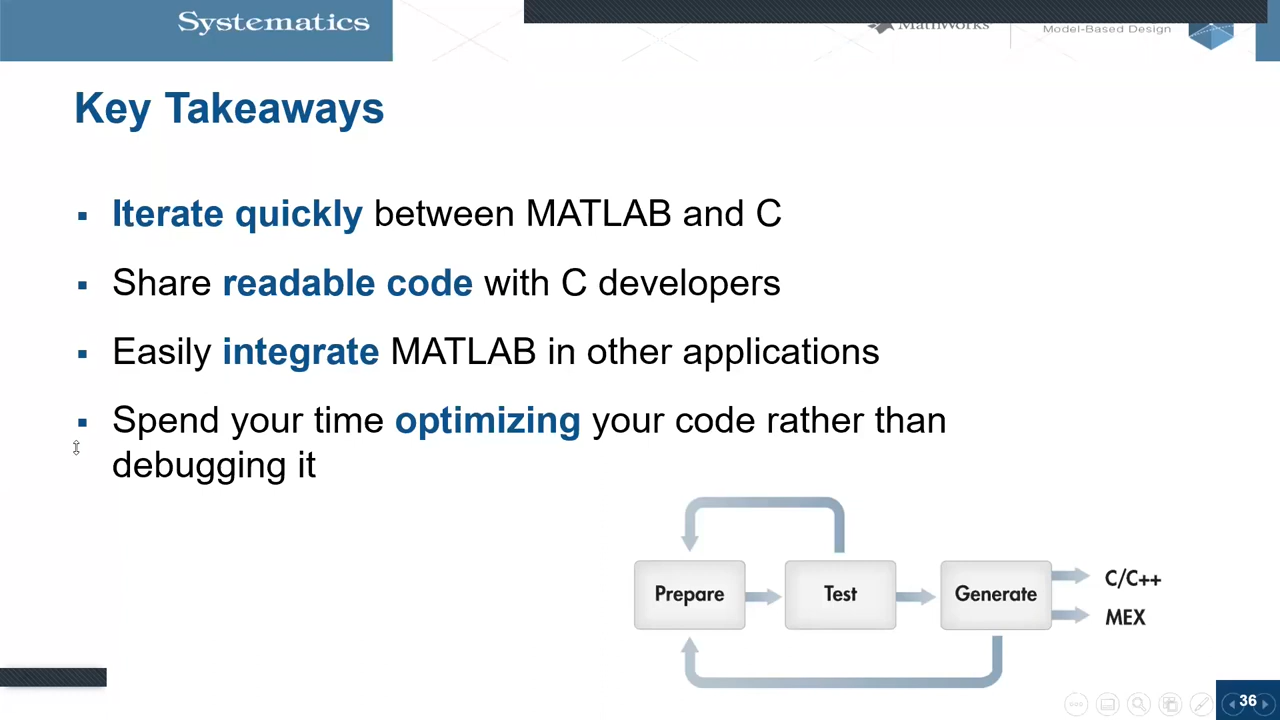 Systematics
MathWorks
Model-Based Design
Key Takeaways
Iterate quickly between MATLAB and C
Share readable code with C developers
Easily integrate MATLAB in other applications
Spend your time optimizing your code rather than
debugging it
Prepare
Test
Generate
C/C++
MEX
36